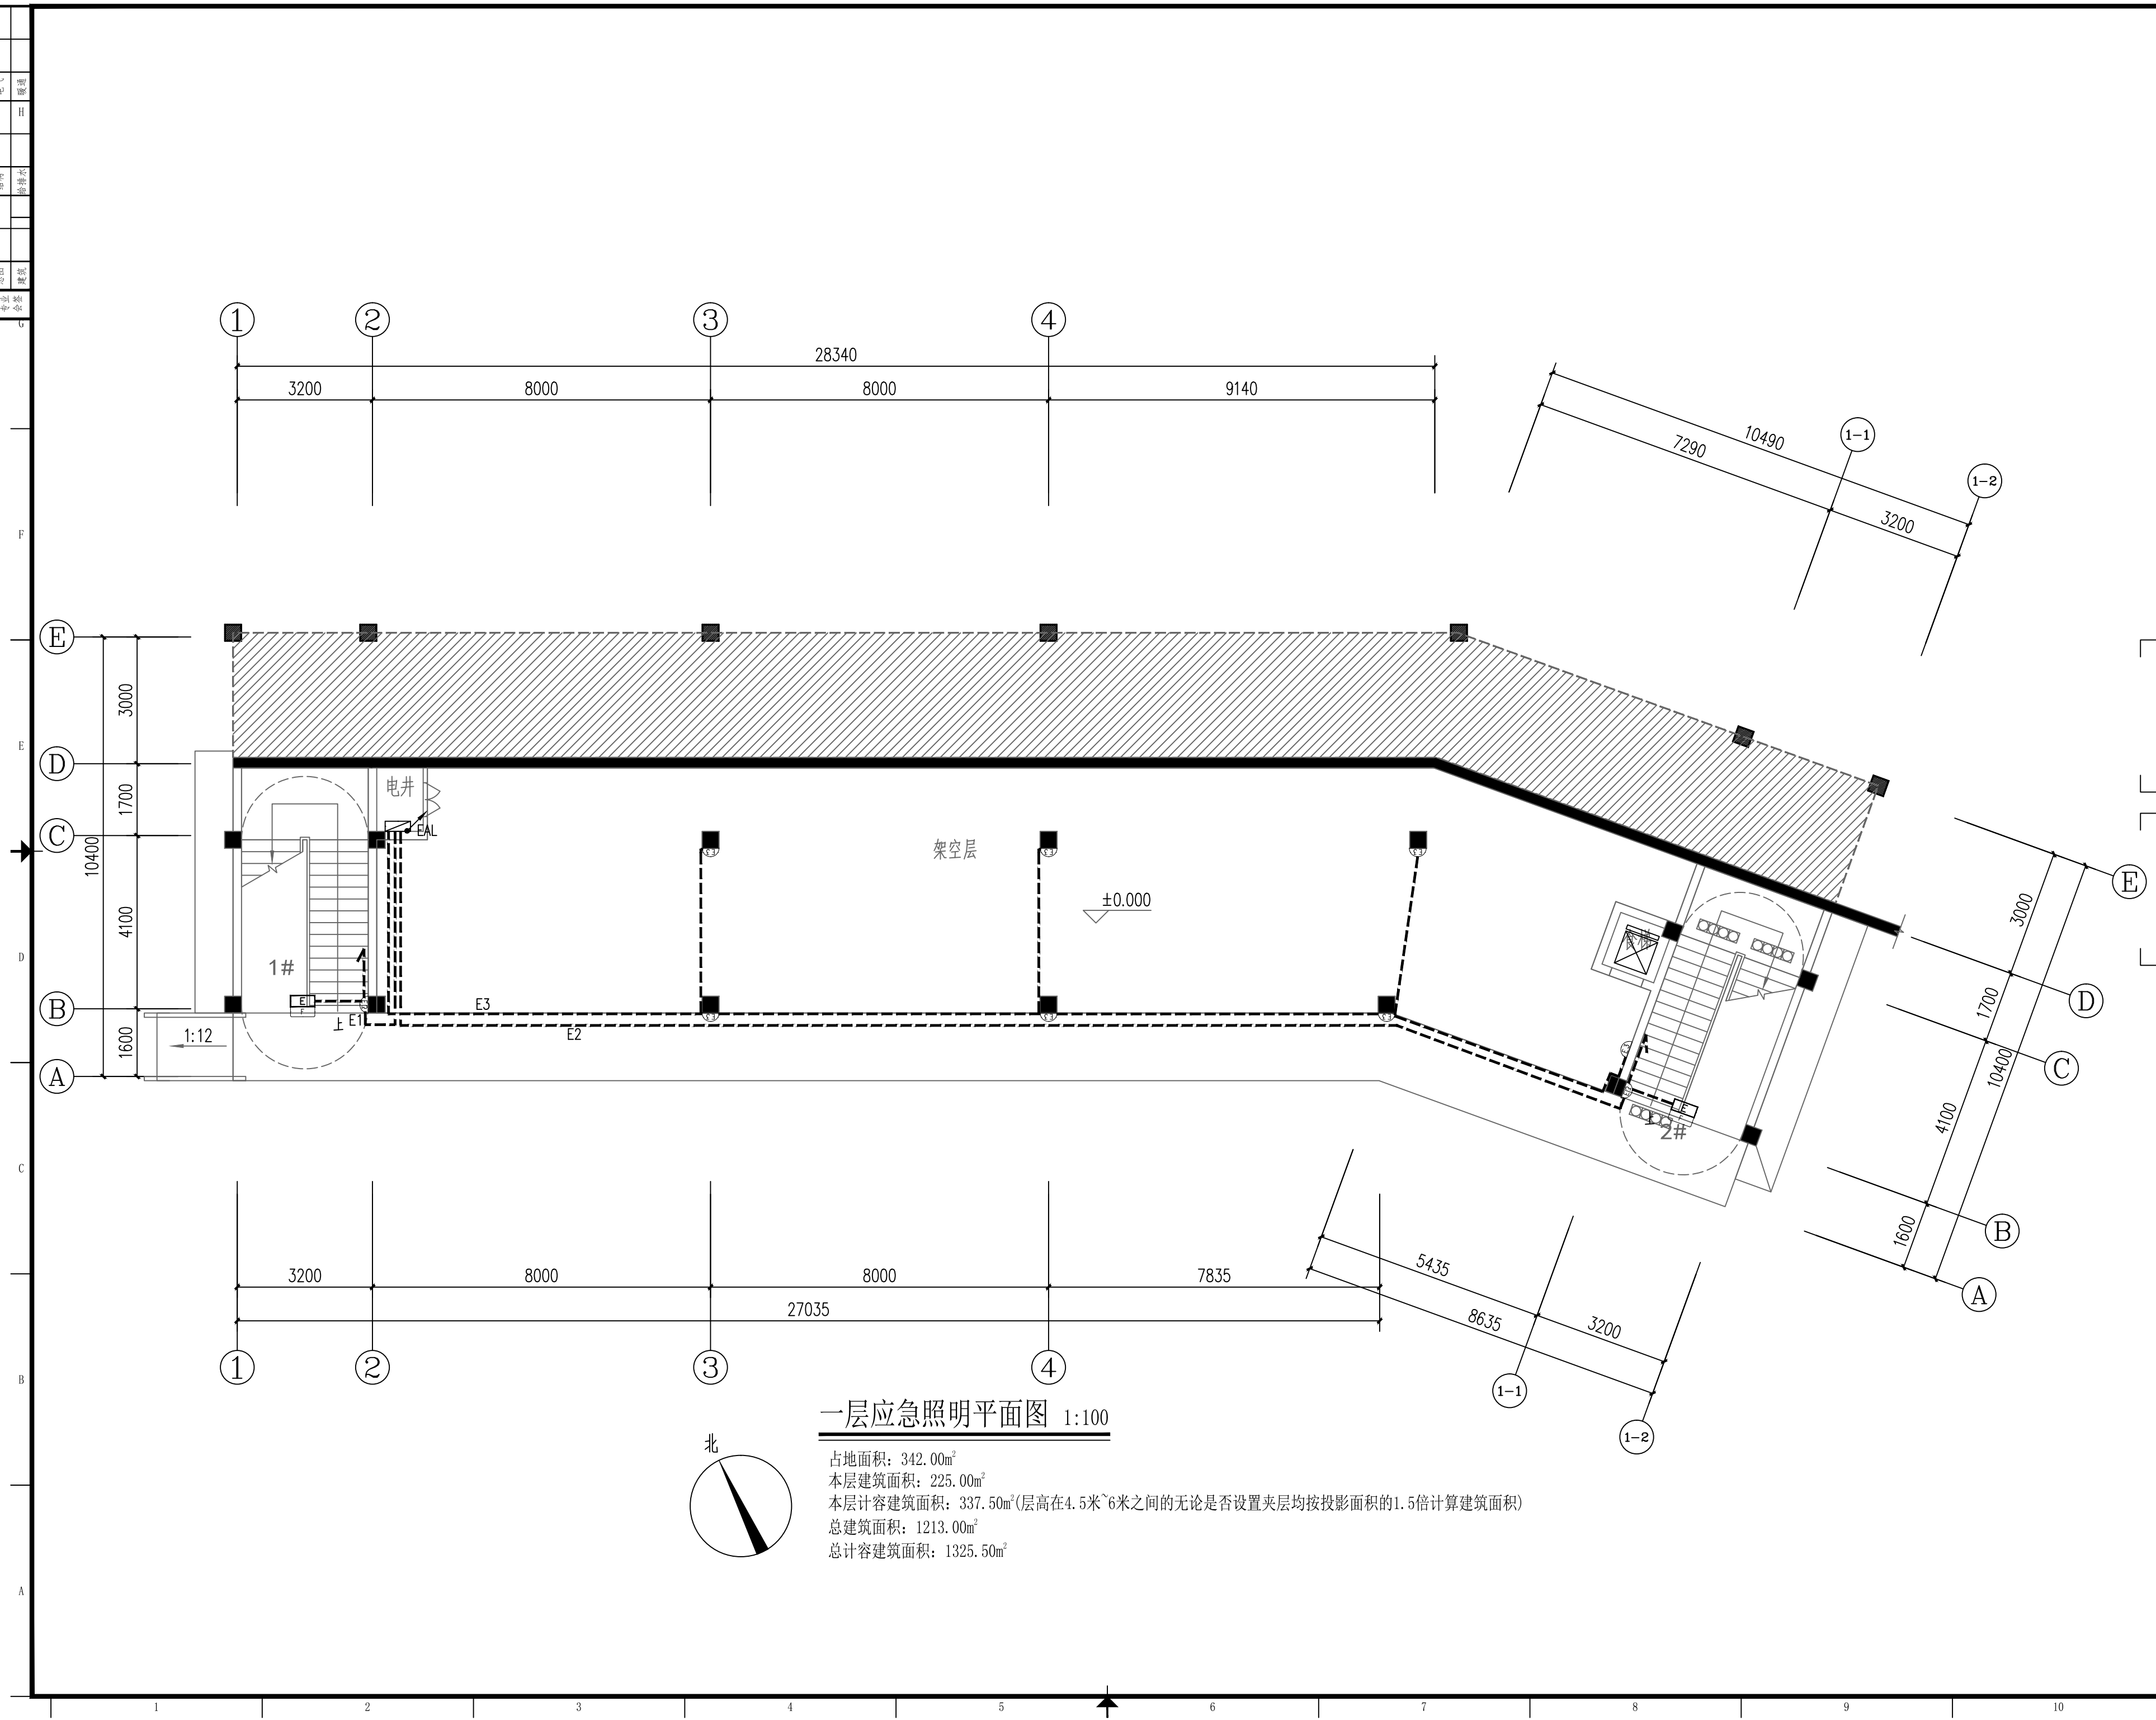 暖通
H
给排水
建筑
专业
会签
G
F
E
D
C
B
A
1
2
3
4
28340
3200
8000
8000
9140
10490
7290
3200
1-1
1-2
E
D
C
B
A
3000
1700
4100
1600
10400
电井
EAL
架空层
±0.000
1#
E
F
上
E1
E3
E2
1:12
E
上
2#
E
D
C
B
A
3000
1700
4100
1600
10400
3200
8000
8000
7835
27035
1
2
3
4
5435
3200
8635
1-1
1-2
一层应急照明平面图 1:100
北
占地面积: 342.00m²
本层建筑面积: 225.00m²
本层计容建筑面积: 337.50m²(层高在4.5米~6米之间的无论是否设置夹层均按投影面积的1.5倍计算建筑面积)
总建筑面积: 1213.00m²
总计容建筑面积: 1325.50m²
1
2
3
4
5
6
7
8
9
10